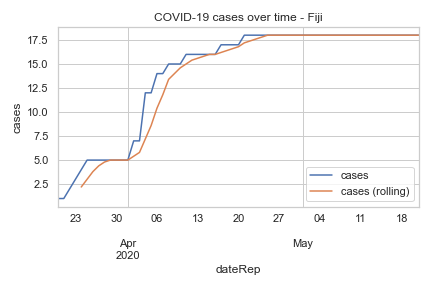 COVID-19 cases over time - Fiji
cases
17.5
15.0
12.5
10.0
7.5
5.0
2.5
cases
cases (rolling)
23 30 06 13 20 27 04 11 18
Apr May
2020
dateRep